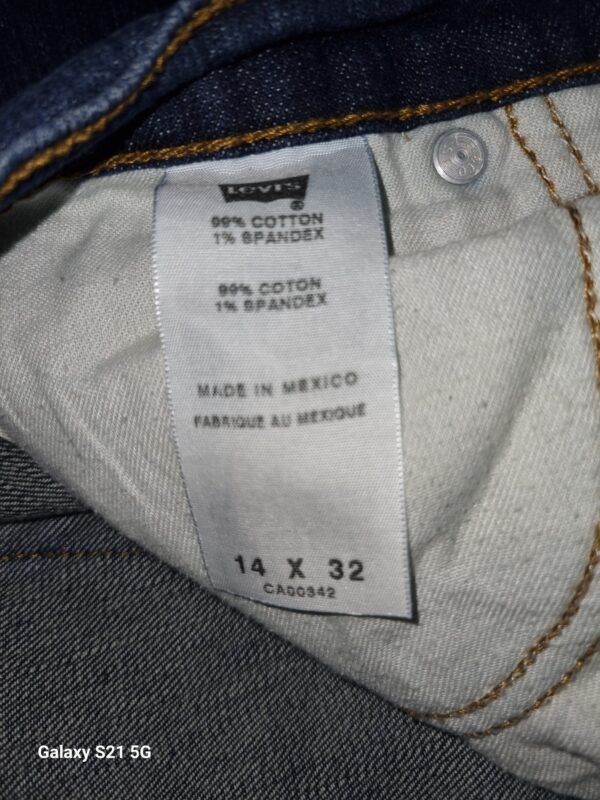 Levi's
®
99% COTTON
1% SPANDEX
99% COTON
1% SPANDEX
MADE IN MEXICO
FABRIQUE AU MEXIQUE
14 X 32
CA00342
Galaxy S21 5G